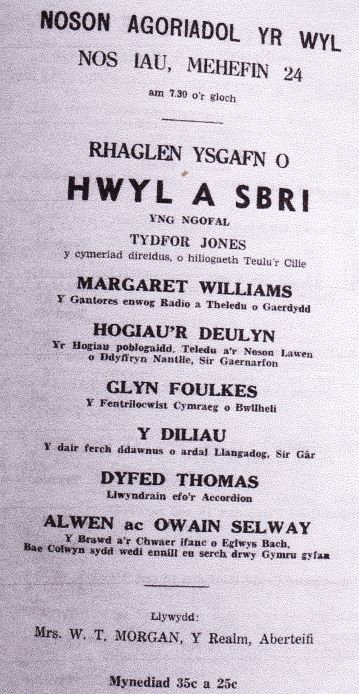 NOSON AGORIADOL YR WYL
NOS IAU, MEHEFIN 24
am 7.30 o'r gloch
RHAGLEN YSGAFN O
HWYL A SBRI
YNG NGOFAL
TYDFOR JONES
y cymeriad direidus, o hiliogaeth Teulu'r Cilie
MARGARET WILLIAMS
Y Gantores enwog Radio a Theledu o Gaerdydd
HOGIAU'R DEULYN
Yr Hogiau poblogaidd, Teledu a'r Noson Lawen
o Ddyffryn Nantlle, Sir Gaernarfon
GLYN FOULKES
Y Fentrilocwist Cymraeg o Bwllheli
Y DILIAU
Y dair ferch ddawnus o ardal Llangadog, Sir Gâr
DYFED THOMAS
Llwyndrain efo'r Accordion
ALWEN ac OWAIN SELWAY
Y Brawd a'r Chwaer ifanc o Eglwys Bach,
Bae Colwyn sydd wedi ennill eu serch drwy Gymru gyfan
Llywydd:
Mrs. W. T. MORGAN, Y Realm, Aberteifi
Mynediad 35c a 25c